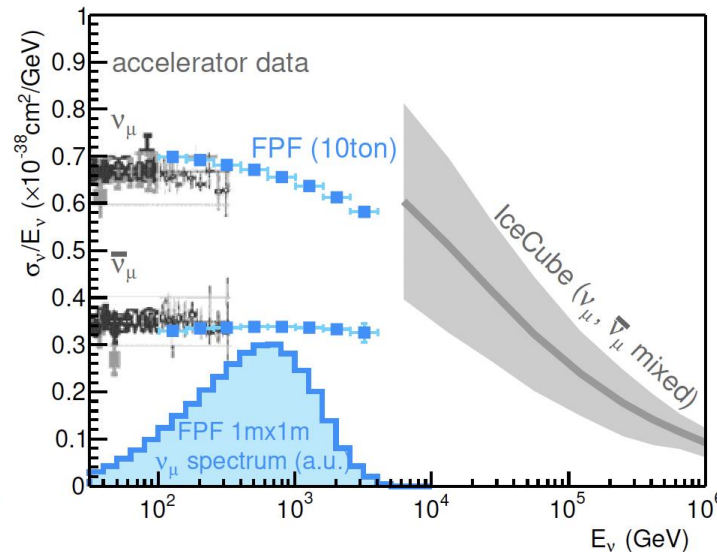 1
0.9
0.8
0.7
0.6
0.5
0.4
0.3
0.2
0.1
0
σν/Eν (×10⁻³⁸cm²/GeV)
accelerator data
νμ
FPF (10ton)
ν̅μ
IceCube (νμ, ν̅μ mixed)
FPF 1mx1m
νμ spectrum (a.u.)
10² 10³ 10⁴ 10⁵ 10⁶
Eν (GeV)